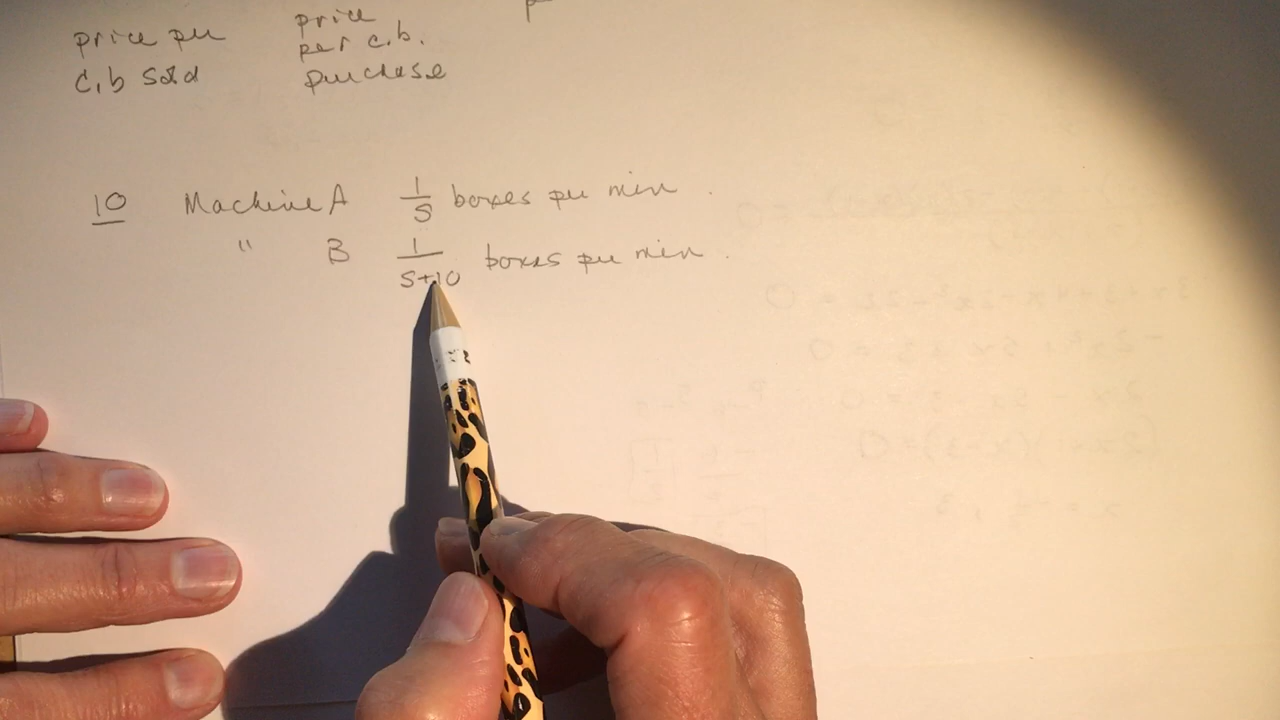 price per price
c.b sold per c.b.
purchase
10 Machine A 1/S boxes per min.
" B 1/S+10 boxes per min.